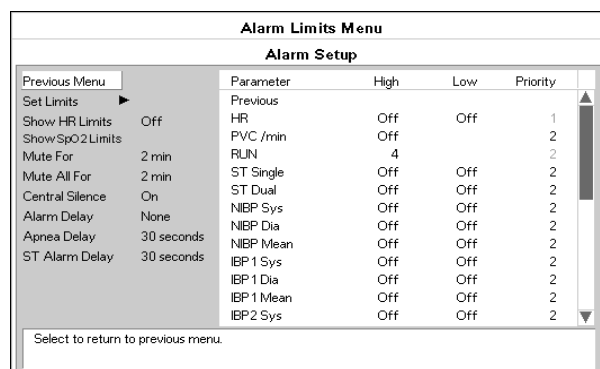 Alarm Limits Menu
Alarm Setup
Previous Menu
Set Limits
Show HR Limits Off
Show SpO2 Limits
Mute For 2 min
Mute All For 2 min
Central Silence On
Alarm Delay None
Apnea Delay 30 seconds
ST Alarm Delay 30 seconds
Parameter High Low Priority
Previous
HR Off Off 1
PVC /min Off 2
RUN 4 2
ST Single Off Off 2
ST Dual Off Off 2
NIBP Sys Off Off 2
NIBP Dia Off Off 2
NIBP Mean Off Off 2
IBP1 Sys Off Off 2
IBP1 Dia Off Off 2
IBP1 Mean Off Off 2
IBP2 Sys Off Off 2
Select to return to previous menu.